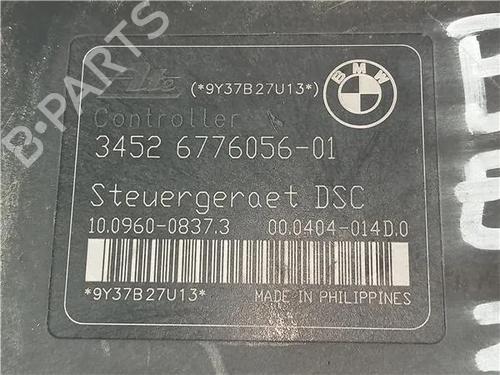 Ate (*9Y37B27U13*) BMW
Controller
3452 6776056-01
Steuergeraet DSC
10.0960-0837.3 00.0404-014D.0
*9Y37B27U13* MADE IN PHILIPPINES
B-PARTS